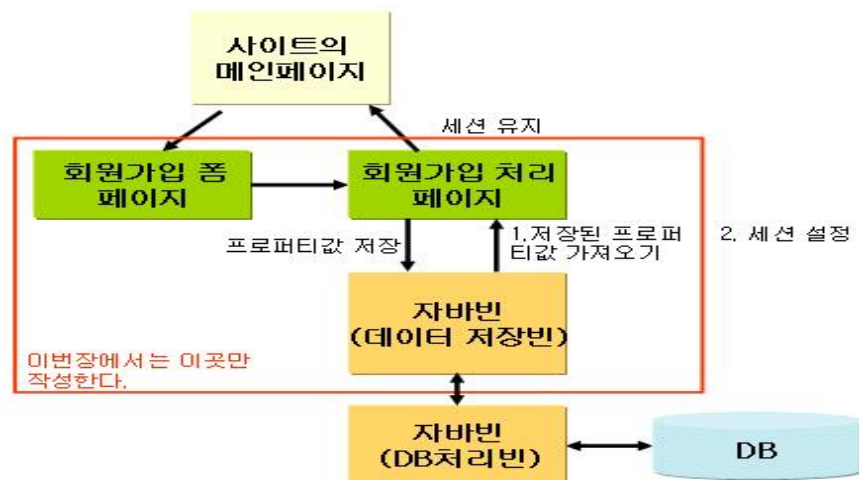 사이트의
메인페이지
세션 유지
회원가입 폼
페이지
회원가입 처리
페이지
프로퍼티값 저장
1.저장된 프로퍼
티값 가져오기
2. 세션 설정
자바빈
(데이터 저장빈)
이번장에서는 이곳만
작성한다.
자바빈
(DB처리빈)
DB